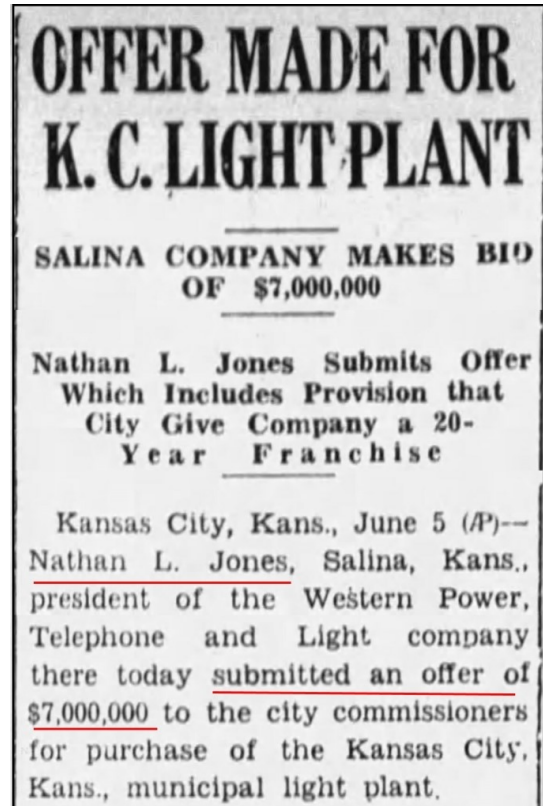 OFFER MADE FOR
K. C. LIGHT PLANT
SALINA COMPANY MAKES BID
OF $7,000,000
Nathan L. Jones Submits Offer
Which Includes Provision that
City Give Company a 20-
Year Franchise
Kansas City, Kans., June 5 (AP)—
Nathan L. Jones, Salina, Kans.,
president of the Western Power,
Telephone and Light company
there today submitted an offer of
$7,000,000 to the city commissioners
for purchase of the Kansas City,
Kans., municipal light plant.